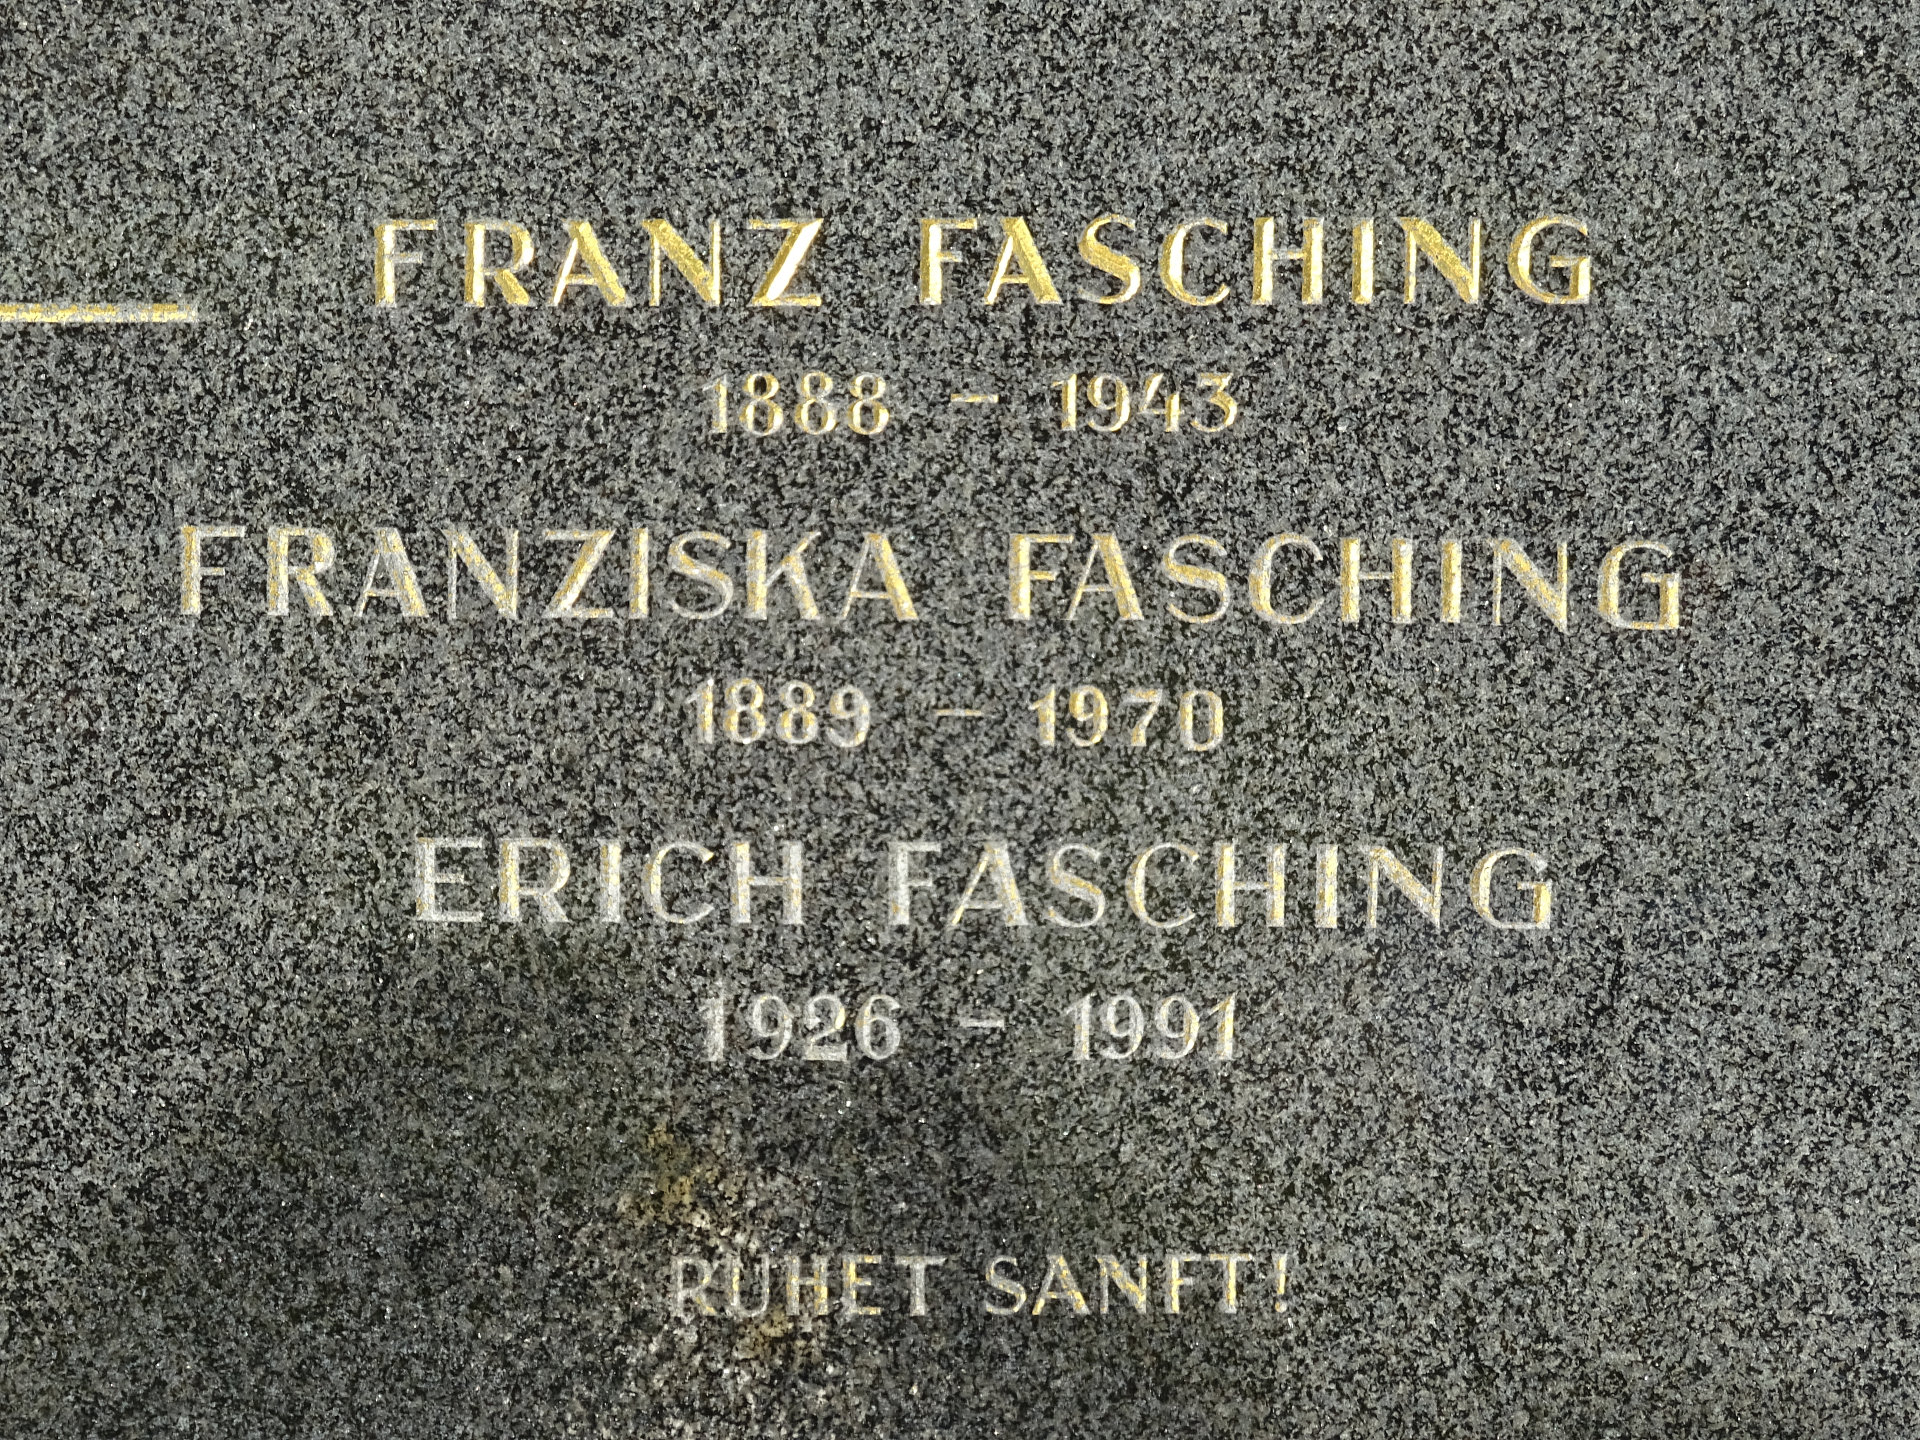 FRANZ FASCHING
1888 – 1943
FRANZISKA FASCHING
1889 – 1970
ERICH FASCHING
1926 – 1991
RUHET SANFT!